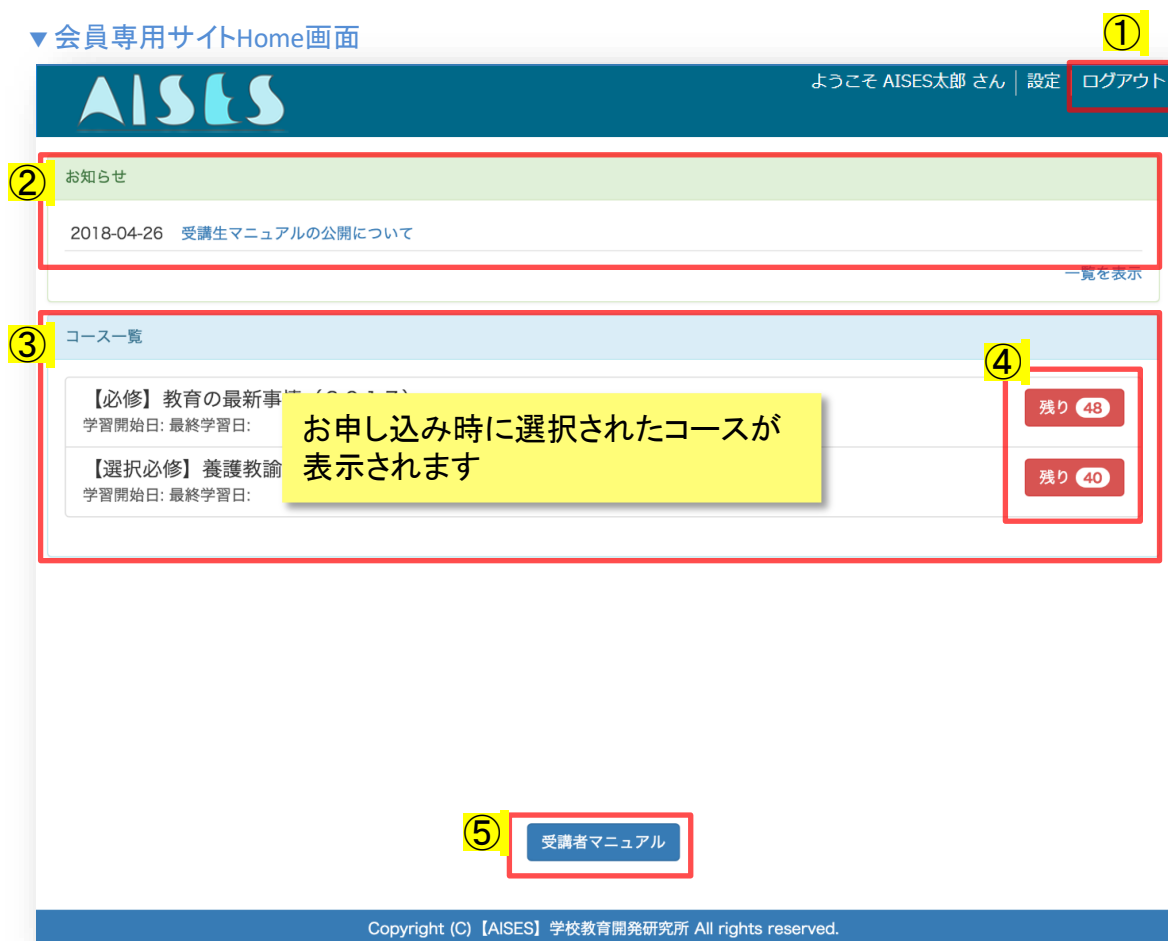 ▼会員専用サイトHome画面
①
AISES
ようこそ AISES太郎 さん │ 設定 │ ログアウト
②
お知らせ
2018-04-26 受講生マニュアルの公開について
一覧を表示
③
コース一覧
④
【必修】教育の最新事情（２０１７）
学習開始日: 最終学習日:
残り 48
お申し込み時に選択されたコースが
表示されます
【選択必修】養護教諭
学習開始日: 最終学習日:
残り 40
⑤
受講者マニュアル
Copyright (C)【AISES】学校教育開発研究所 All rights reserved.